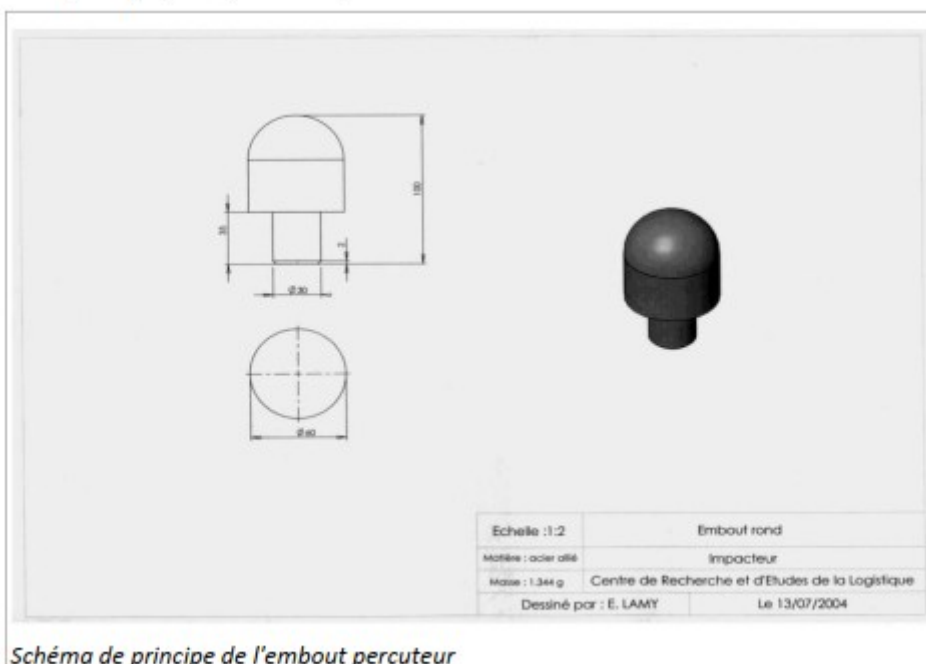 100
35
2
Ø30
Ø60
Echelle :1:2 Embout rond
Matière : acier allié Impacteur
Masse : 1.344 g Centre de Recherche et d'Etudes de la Logistique
Dessiné par : E. LAMY Le 13/07/2004
Schéma de principe de l'embout percuteur